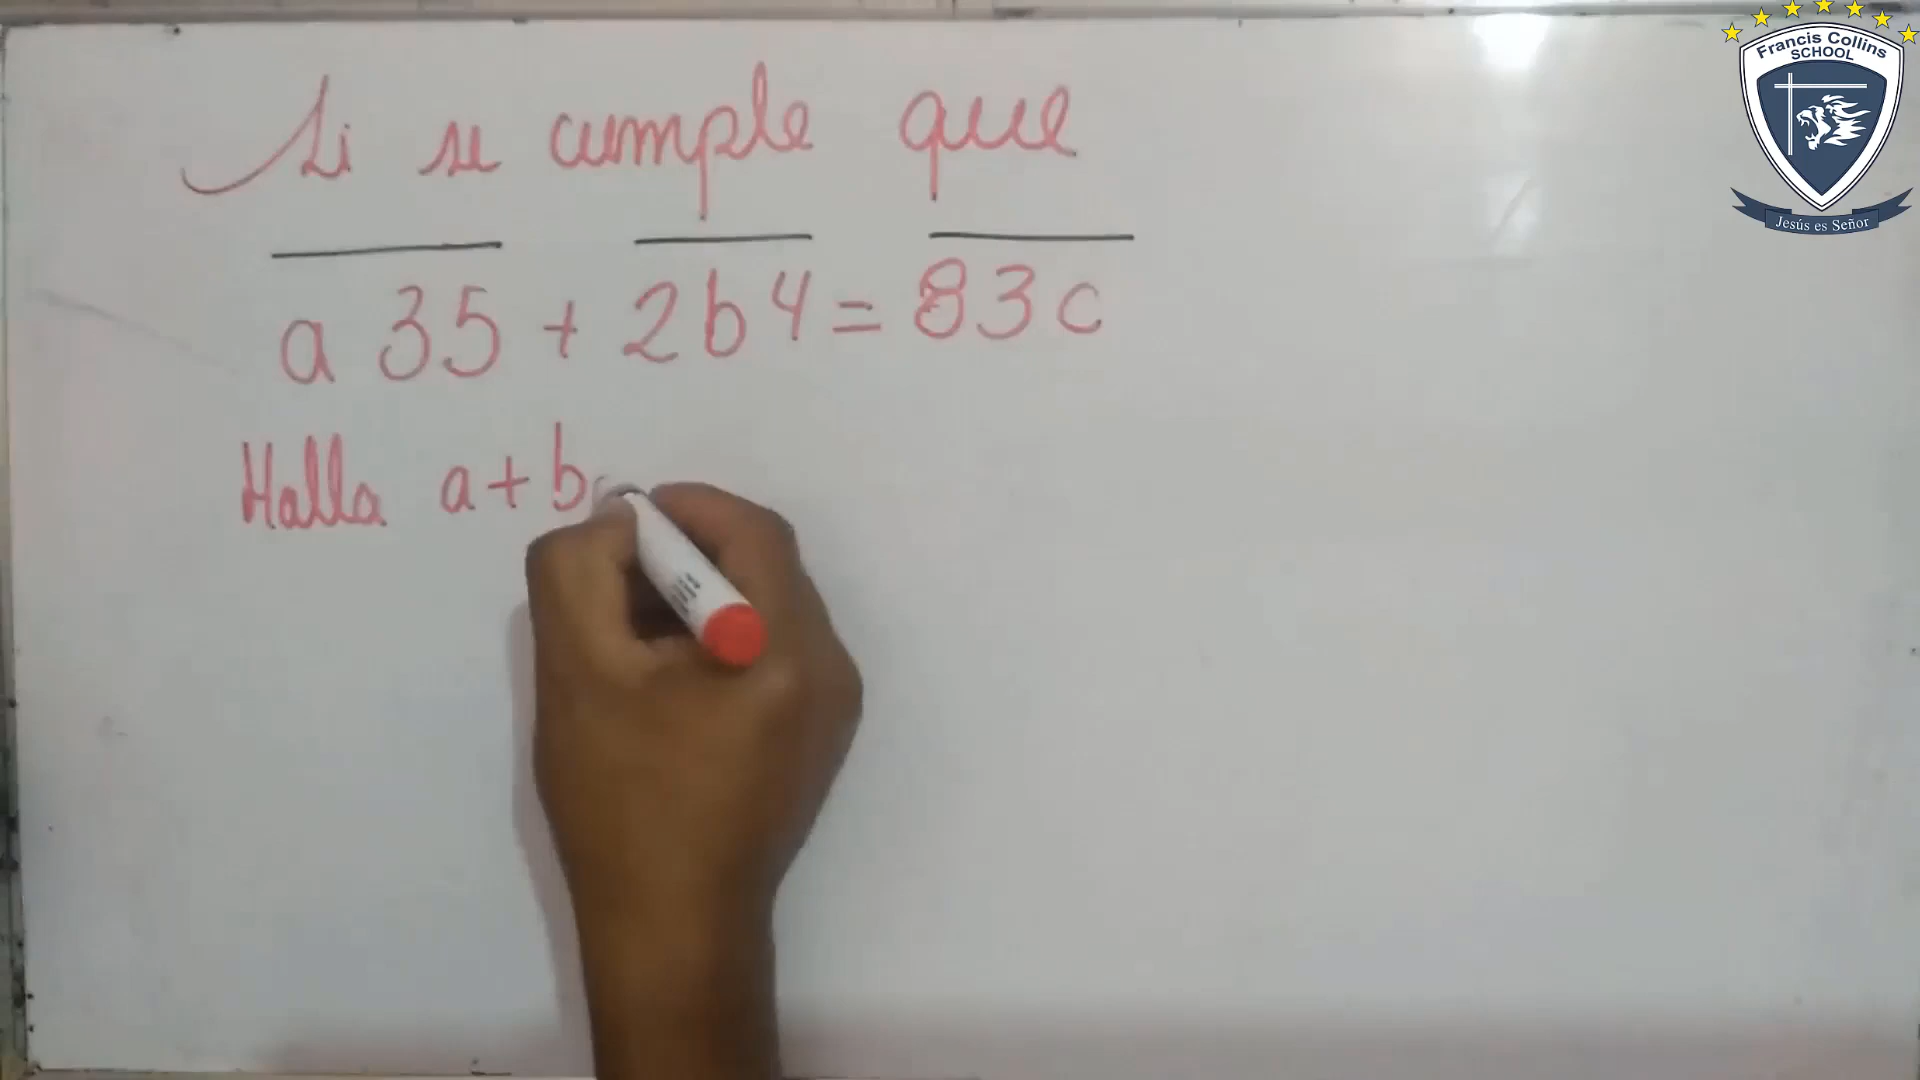 Si se cumple que
a35 + 2b4 = 83c
Halla a + b
Francis Collins
SCHOOL
Jesús es Señor